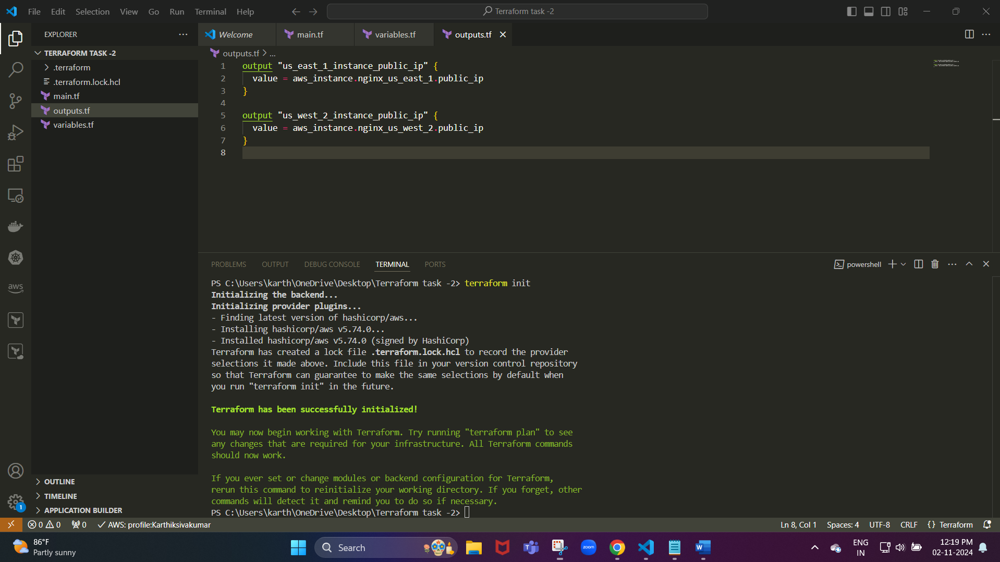 File Edit Selection View Go Run Terminal Help
Terraform task -2
EXPLORER
Welcome
main.tf
variables.tf
outputs.tf
TERRAFORM TASK -2
.terraform
.terraform.lock.hcl
main.tf
outputs.tf
variables.tf
outputs.tf > ...
1 output "us_east_1_instance_public_ip" {
2 value = aws_instance.nginx_us_east_1.public_ip
3 }
4
5 output "us_west_2_instance_public_ip" {
6 value = aws_instance.nginx_us_west_2.public_ip
7 }
8
PROBLEMS OUTPUT DEBUG CONSOLE TERMINAL PORTS
powershell
PS C:\Users\karth\OneDrive\Desktop\Terraform task -2> terraform init
Initializing the backend...
Initializing provider plugins...
- Finding latest version of hashicorp/aws...
- Installing hashicorp/aws v5.74.0...
- Installed hashicorp/aws v5.74.0 (signed by HashiCorp)
Terraform has created a lock file .terraform.lock.hcl to record the provider
selections it made above. Include this file in your version control repository
so that Terraform can guarantee to make the same selections by default when
you run "terraform init" in the future.
Terraform has been successfully initialized!
You may now begin working with Terraform. Try running "terraform plan" to see
any changes that are required for your infrastructure. All Terraform commands
should now work.
If you ever set or change modules or backend configuration for Terraform,
rerun this command to reinitialize your working directory. If you forget, other
commands will detect it and remind you to do so if necessary.
PS C:\Users\karth\OneDrive\Desktop\Terraform task -2>
aws
1
OUTLINE
TIMELINE
APPLICATION BUILDER
0 0 0 AWS: profile:Karthiksivakumar
Ln 8, Col 1 Spaces: 4 UTF-8 CRLF {} Terraform
86°F
Partly sunny
Search
zoom
W
ENG
IN
12:19 PM
02-11-2024